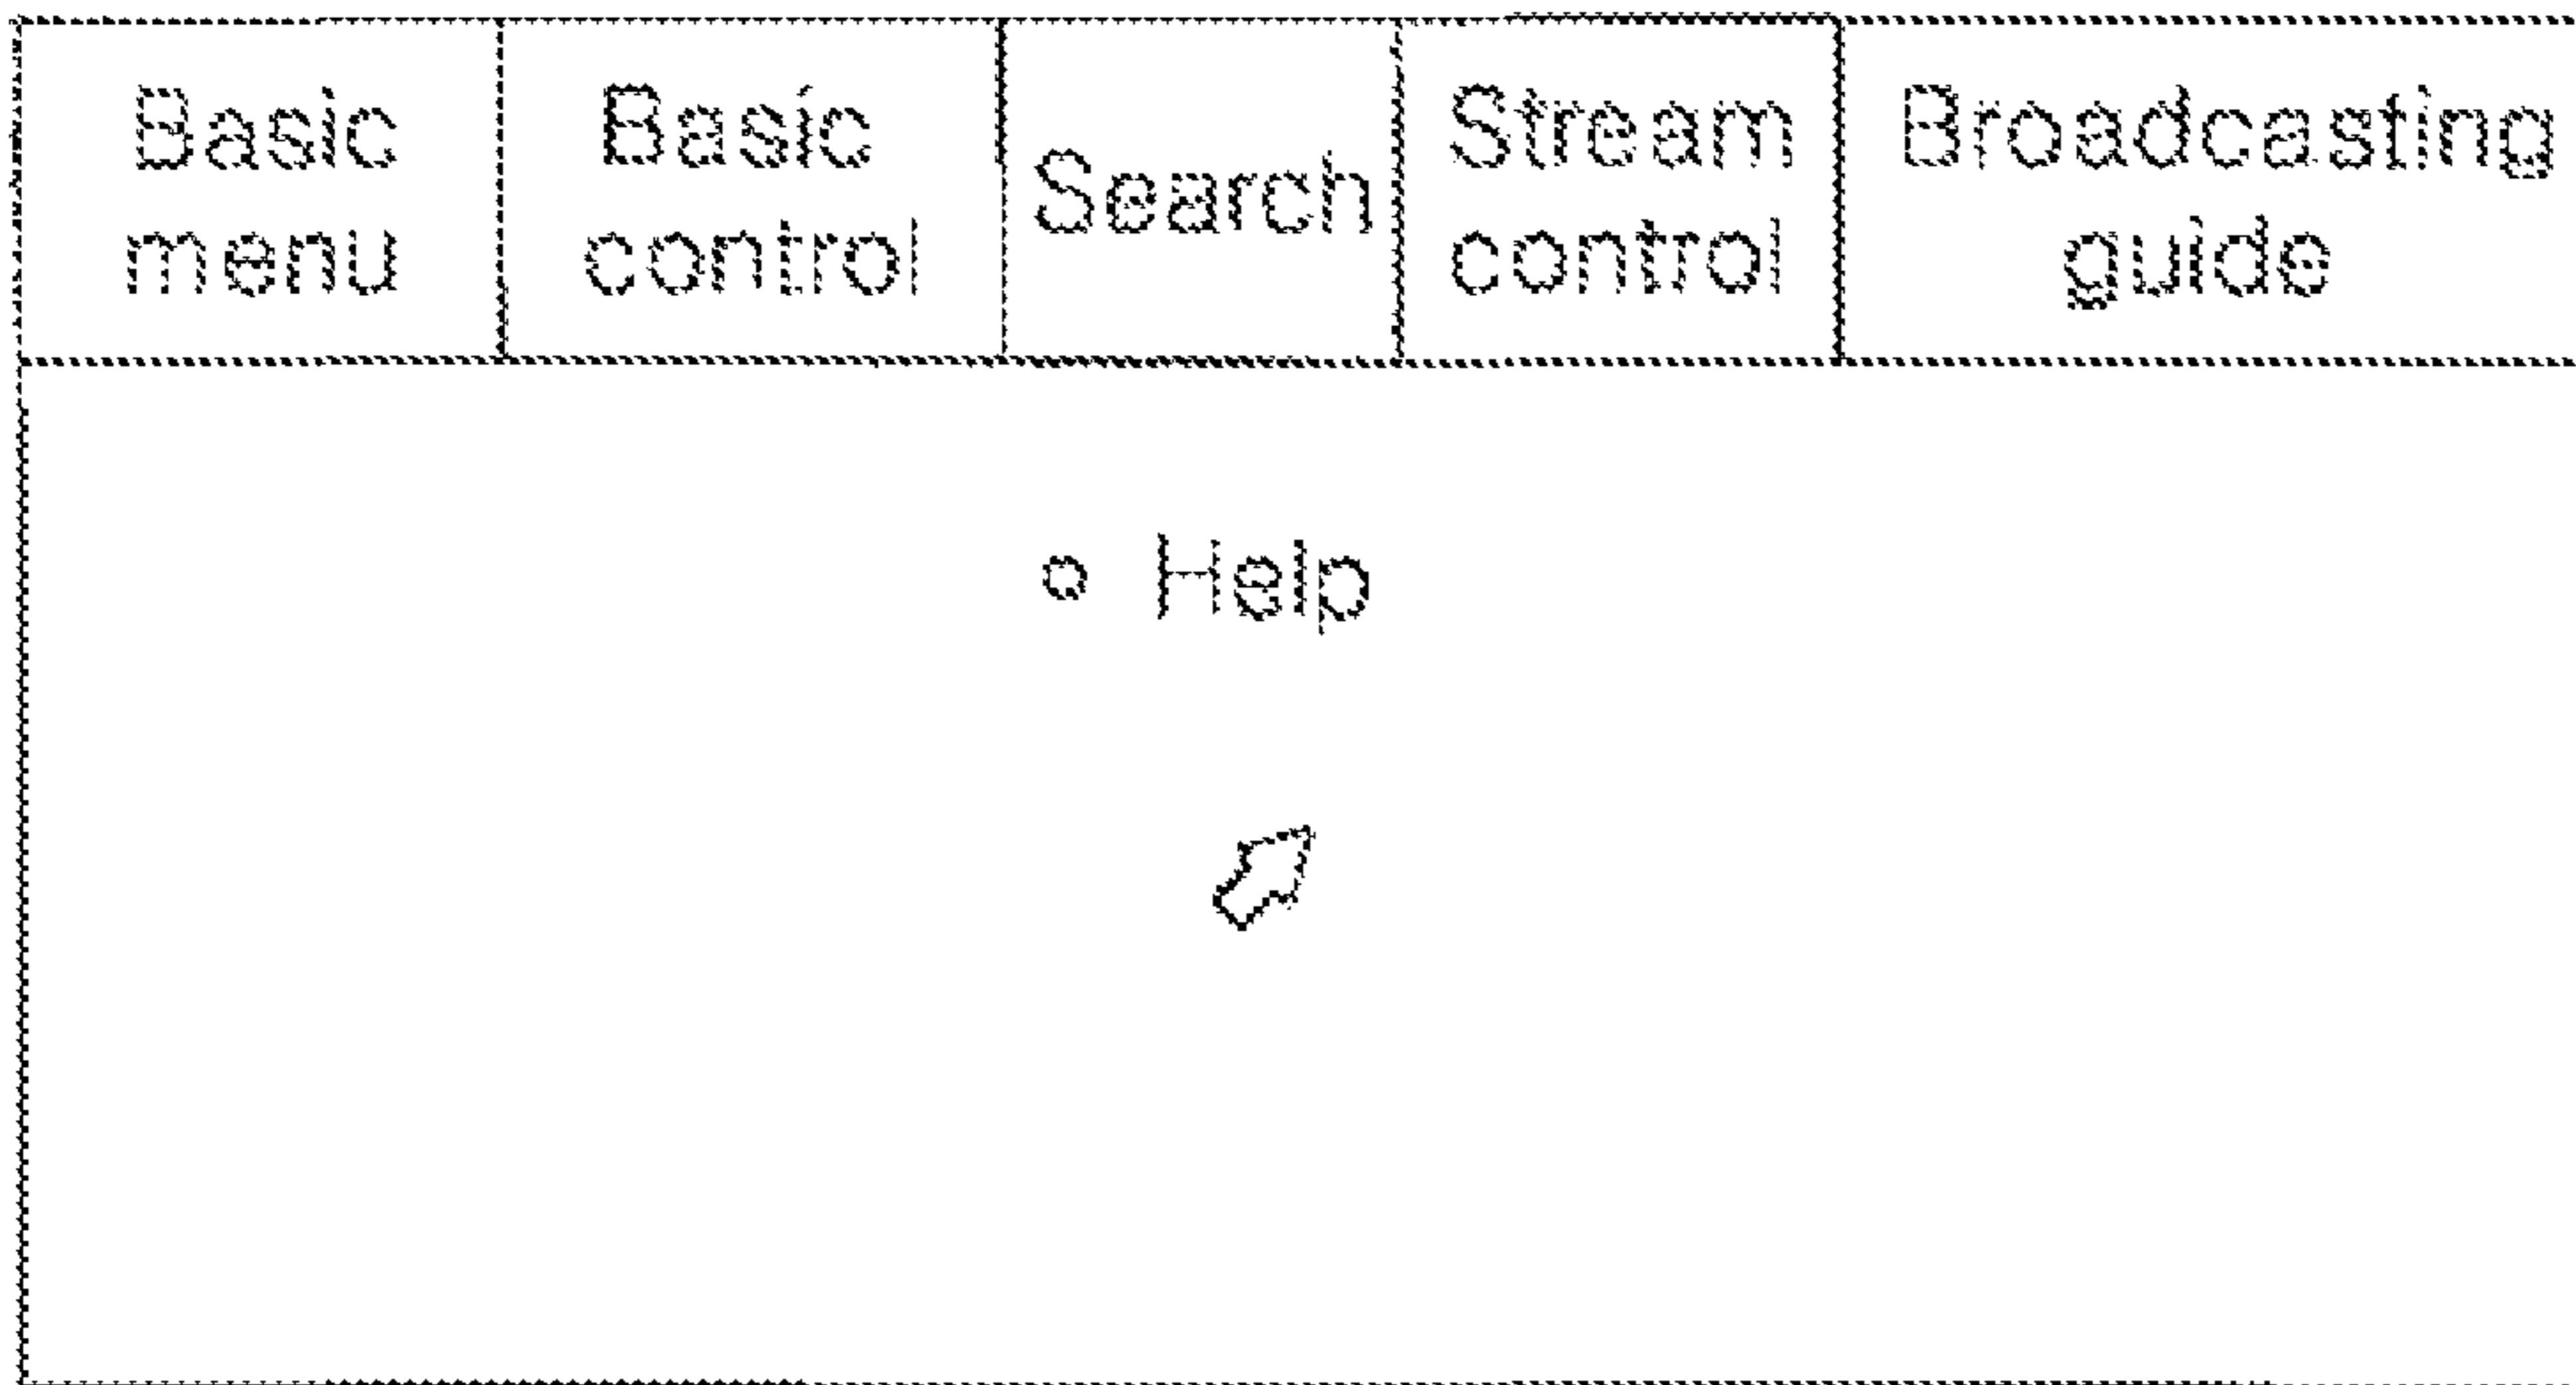 Basic
menu
Basic
control
Search
Stream
control
Broadcasting
guide
o Help